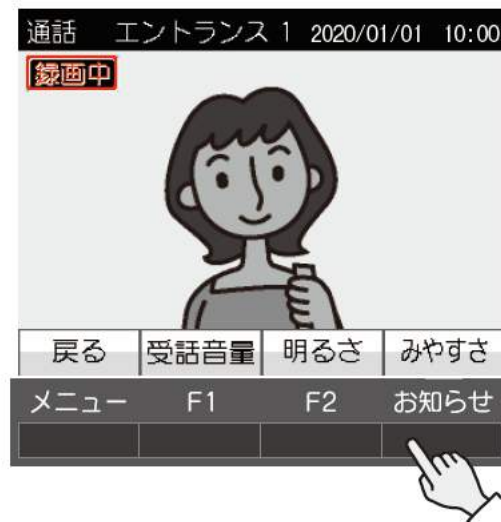 通話 エントランス 1 2020/01/01 10:00
録画中
戻る 受話音量 明るさ みやすさ
メニュー F1 F2 お知らせ